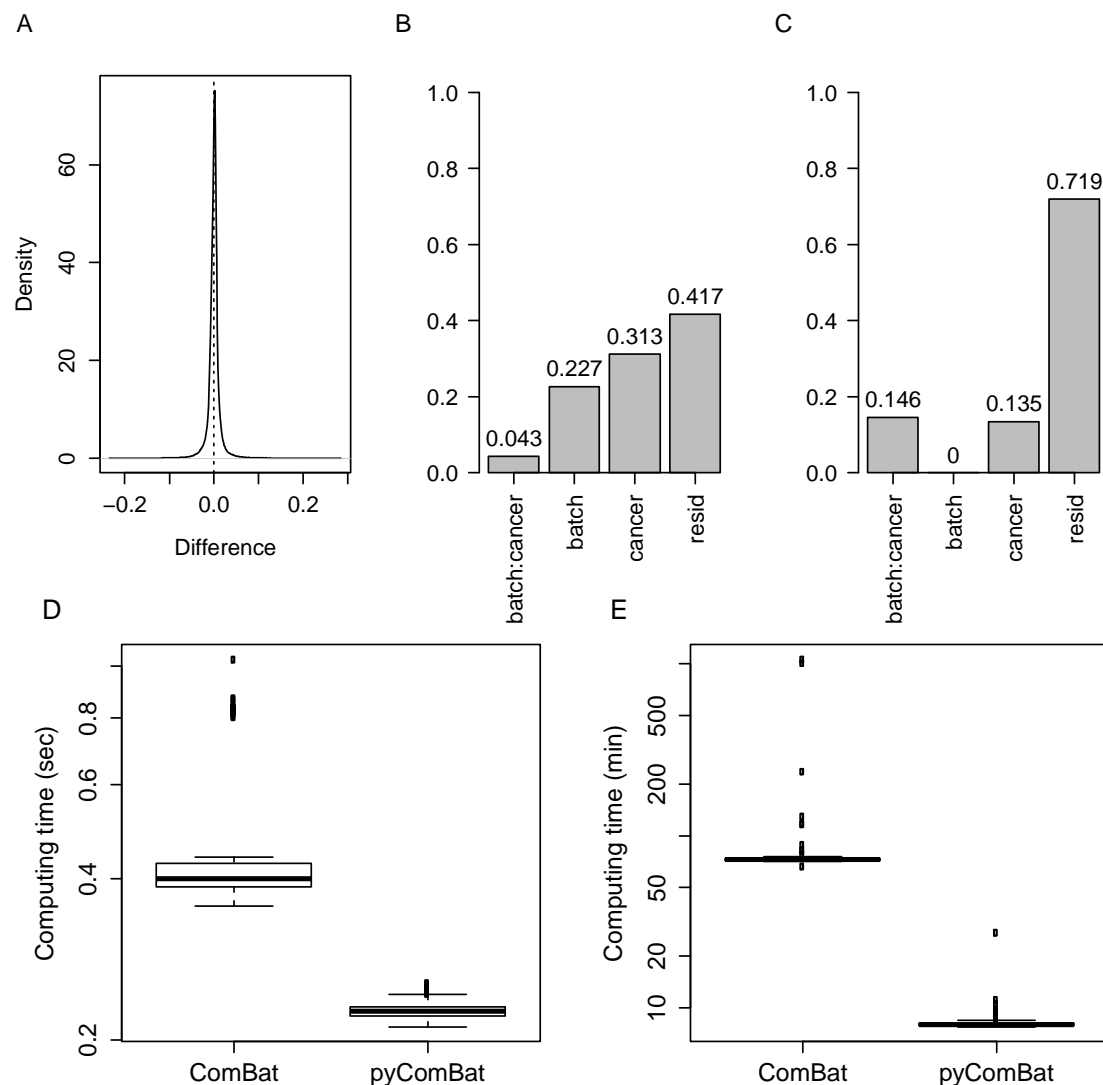 A
B
C
Density
0
20
40
60
−0.2
0.0
0.2
Difference
0.0
0.2
0.4
0.6
0.8
1.0
0.043
0.227
0.313
0.417
batch:cancer
batch
cancer
resid
0.0
0.2
0.4
0.6
0.8
1.0
0.146
0
0.135
0.719
batch:cancer
batch
cancer
resid
D
E
Computing time (sec)
0.2
0.4
0.6
0.8
ComBat
pyComBat
Computing time (min)
10
20
50
200
500
ComBat
pyComBat